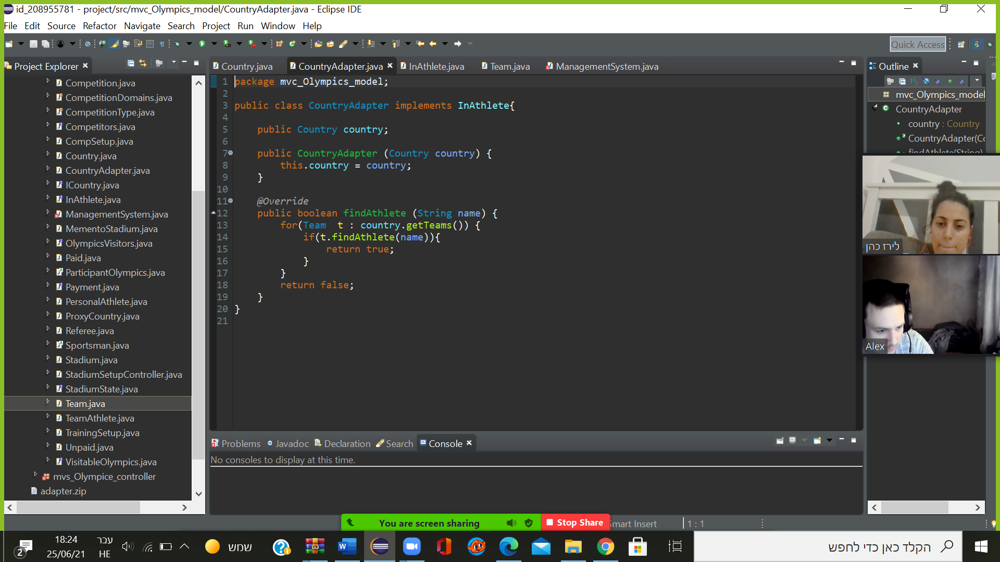 id_208955781 - project/src/mvc_Olympics_model/CountryAdapter.java - Eclipse IDE
File Edit Source Refactor Navigate Search Project Run Window Help
Quick Access
Project Explorer
Competition.java
CompetitionDomains.java
CompetitionType.java
Competitors.java
CompSetup.java
Country.java
CountryAdapter.java
ICountry.java
InAthlete.java
ManagementSystem.java
MementoStadium.java
OlympicsVisitors.java
Paid.java
ParticipantOlympics.java
Payment.java
PersonalAthlete.java
ProxyCountry.java
Referee.java
Sportsman.java
Stadium.java
StadiumSetupController.java
StadiumState.java
Team.java
TeamAthlete.java
TrainingSetup.java
Unpaid.java
VisitableOlympics.java
mvs_Olympice_controller
adapter.zip
Country.java CountryAdapter.java InAthlete.java Team.java ManagementSystem.java
1 package mvc_Olympics_model;
2
3 public class CountryAdapter implements InAthlete{
4
5 public Country country;
6
7 public CountryAdapter (Country country) {
8 this.country = country;
9 }
10
11 @Override
12 public boolean findAthlete (String name) {
13 for(Team t : country.getTeams()) {
14 if(t.findAthlete(name)){
15 return true;
16 }
17 }
18 return false;
19 }
20 }
21
Outline
mvc_Olympics_model
CountryAdapter
country : Country
CountryAdapter(Co
findAthlete(String)
לירז כהן
Alex
Problems Javadoc Declaration Search Console
No consoles to display at this time.
You are screen sharing
Stop Share
Smart Insert
1 : 1
2
18:24
25/06/21
עבר
HE
שמש
הקלד כאן כדי לחפש